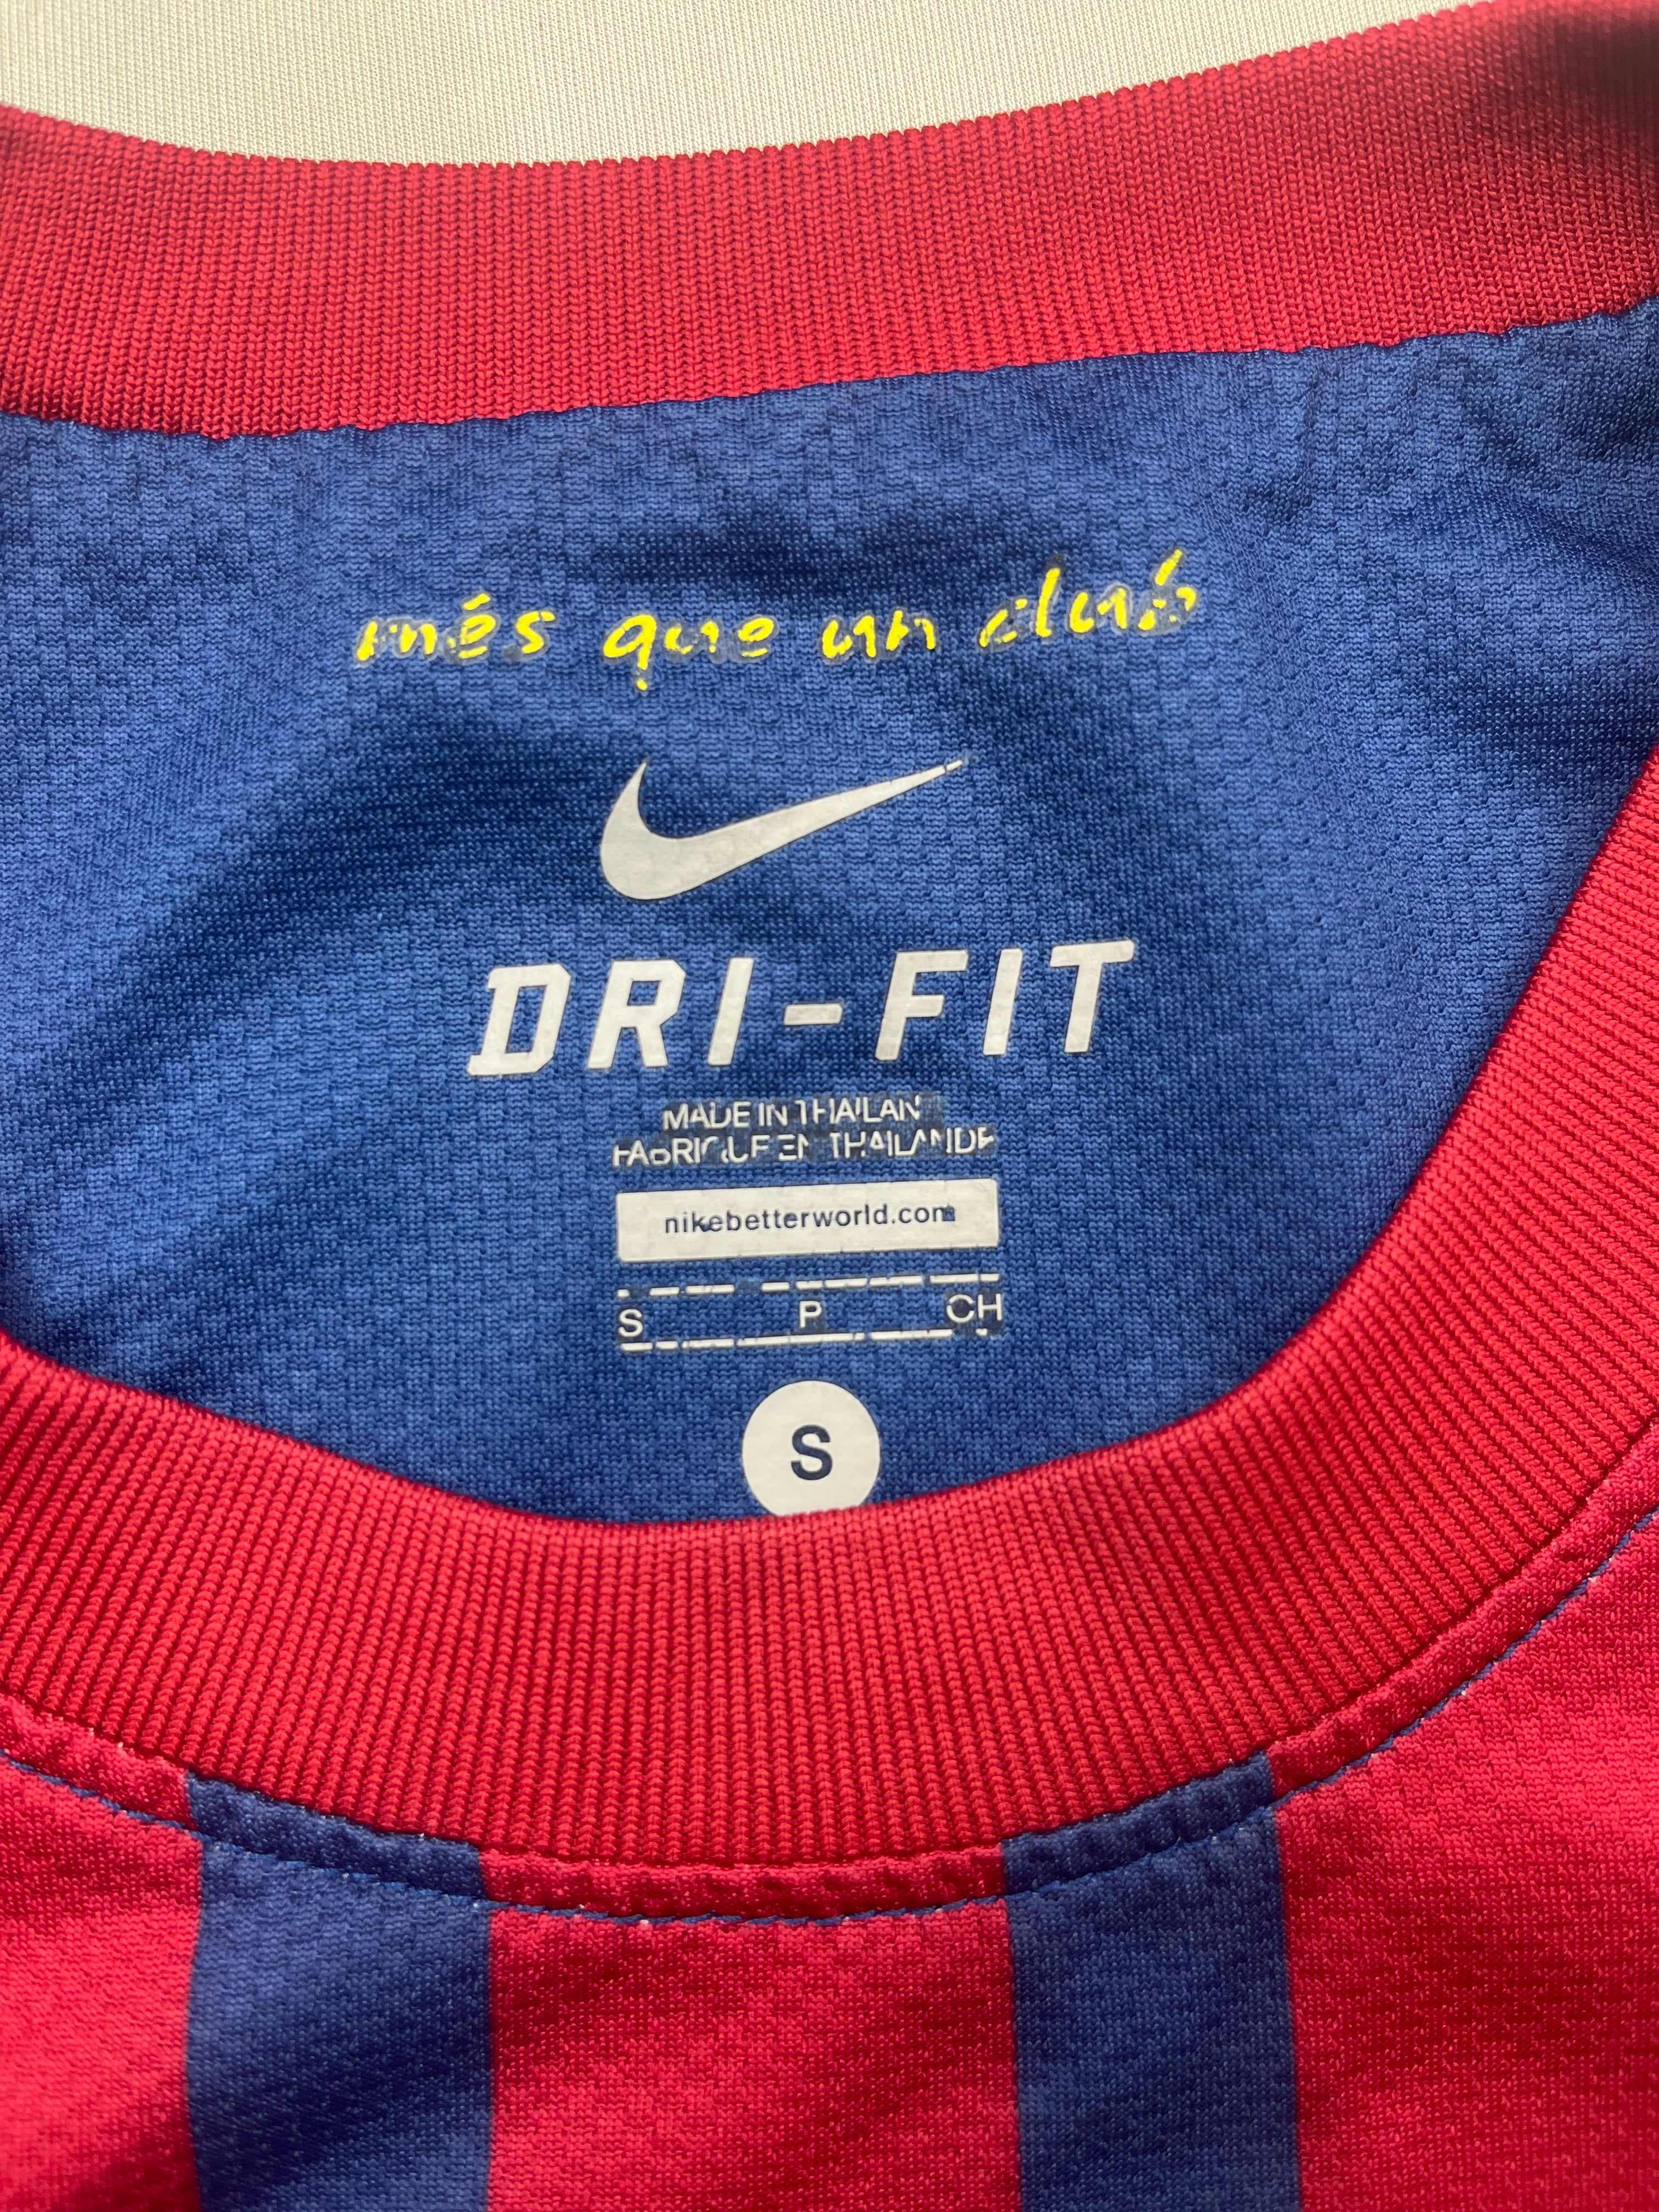 més que un club
DRI-FIT
MADE IN THAILAN
FABRIQUE EN THAILANDE
nikebetterworld.com
S P CH
S